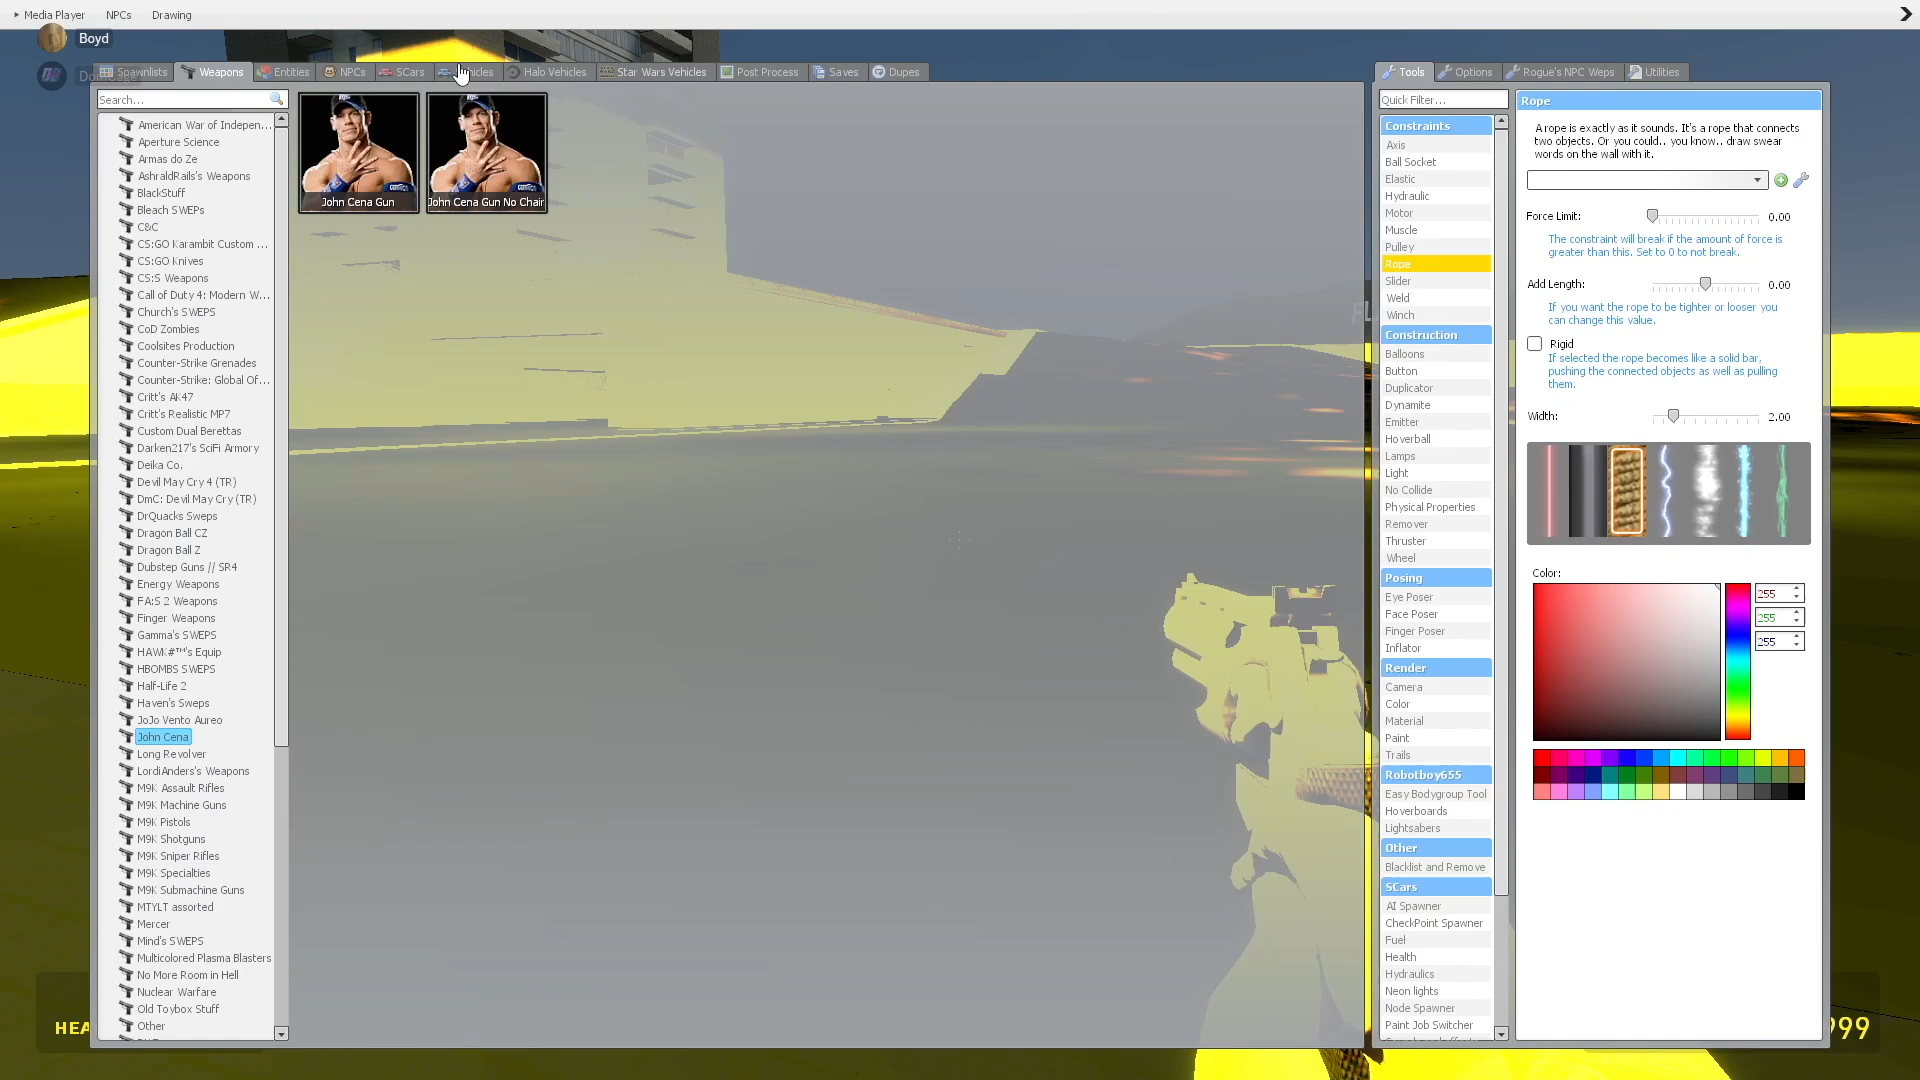 Media Player NPCs Drawing
Boyd
Spawnlists Weapons Entities NPCs SCars Halo Vehicles Star Wars Vehicles Post Process Saves Dupes
Search...
American War of Indepen...
Aperture Science
Armas do Ze
AshraldRails's Weapons
BlackStuff
Bleach SWEPs
C&C
CS:GO Karambit Custom ...
CS:GO Knives
CS:S Weapons
Call of Duty 4: Modern W...
Church's SWEPS
CoD Zombies
Coolsites Production
Counter-Strike Grenades
Counter-Strike: Global Of...
Critt's AK47
Critt's Realistic MP7
Custom Dual Berettas
Darken217's SciFi Armory
Deika Co.
Devil May Cry 4 (TR)
DmC: Devil May Cry (TR)
DrQuacks Sweps
Dragon Ball CZ
Dragon Ball Z
Dubstep Guns // SR4
Energy Weapons
FA:S 2 Weapons
Finger Weapons
Gamma's SWEPS
HAWK#™'s Equip
HBOMBS SWEPS
Half-Life 2
Haven's Sweps
JoJo Vento Aureo
John Cena
Long Revolver
LordiAnders's Weapons
M9K Assault Rifles
M9K Machine Guns
M9K Pistols
M9K Shotguns
M9K Sniper Rifles
M9K Specialties
M9K Submachine Guns
MTYLT assorted
Mercer
Mind's SWEPS
Multicolored Plasma Blasters
No More Room in Hell
Nuclear Warfare
Old Toybox Stuff
Other
John Cena Gun
John Cena Gun No Chair
HEA
Tools Options Rogue's NPC Weps Utilities
Quick Filter...
Constraints
Axis
Ball Socket
Elastic
Hydraulic
Motor
Muscle
Pulley
Rope
Slider
Weld
Winch
Construction
Balloons
Button
Duplicator
Dynamite
Emitter
Hoverball
Lamps
Light
No Collide
Physical Properties
Remover
Thruster
Wheel
Posing
Eye Poser
Face Poser
Finger Poser
Inflator
Render
Camera
Color
Material
Paint
Trails
Robotboy655
Easy Bodygroup Tool
Hoverboards
Lightsabers
Other
Blacklist and Remove
SCars
AI Spawner
CheckPoint Spawner
Fuel
Health
Hydraulics
Neon lights
Node Spawner
Paint Job Switcher
Rope
A rope is exactly as it sounds. It's a rope that connects
two objects. Or you could.. you know.. draw swear
words on the wall with it.
Force Limit: 0.00
The constraint will break if the amount of force is
greater than this. Set to 0 to not break.
Add Length: 0.00
If you want the rope to be tighter or looser you
can change this value.
Rigid
If selected the rope becomes like a solid bar,
pushing the connected objects as well as pulling
them.
Width: 2.00
Color:
255
255
255
999